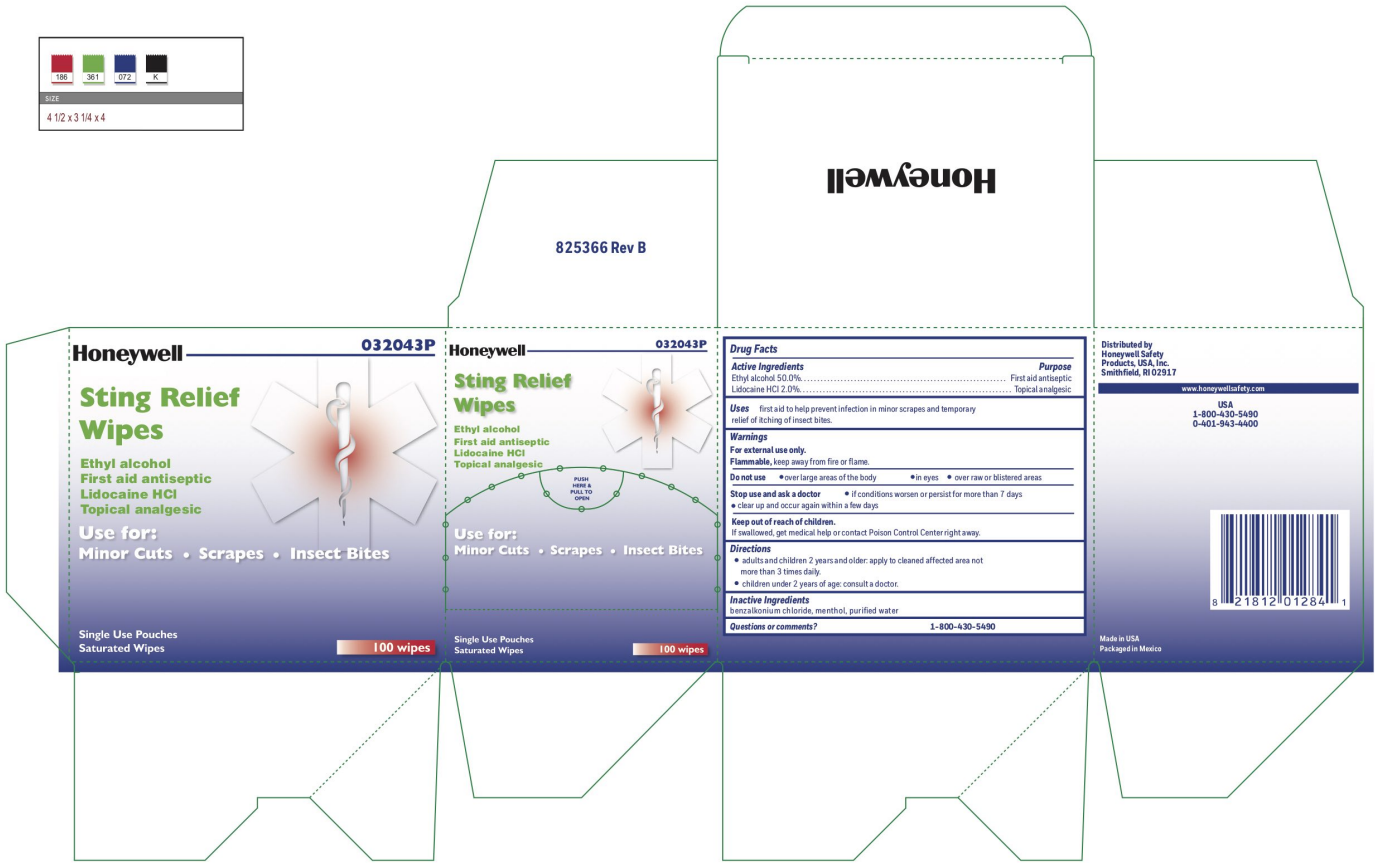 186 361 072 K
SIZE
4 1/2 x 3 1/4 x 4
Honeywell
825366 Rev B
Honeywell 032043P
Sting Relief
Wipes
Ethyl alcohol
First aid antiseptic
Lidocaine HCl
Topical analgesic
Use for:
Minor Cuts • Scrapes • Insect Bites
Single Use Pouches
Saturated Wipes
100 wipes
Honeywell 032043P
Sting Relief
Wipes
Ethyl alcohol
First aid antiseptic
Lidocaine HCl
Topical analgesic
PUSH
HERE &
PULL TO
OPEN
Use for:
Minor Cuts • Scrapes • Insect Bites
Single Use Pouches
Saturated Wipes
100 wipes
Drug Facts
Active Ingredients Purpose
Ethyl alcohol 50.0%.................................................. First aid antiseptic
Lidocaine HCl 2.0%.................................................. Topical analgesic
Uses first aid to help prevent infection in minor scrapes and temporary
relief of itching of insect bites.
Warnings
For external use only.
Flammable, keep away from fire or flame.
Do not use • over large areas of the body • in eyes • over raw or blistered areas
Stop use and ask a doctor • if conditions worsen or persist for more than 7 days
• clear up and occur again within a few days
Keep out of reach of children.
If swallowed, get medical help or contact Poison Control Center right away.
Directions
• adults and children 2 years and older: apply to cleaned affected area not
more than 3 times daily.
• children under 2 years of age: consult a doctor.
Inactive Ingredients
benzalkonium chloride, menthol, purified water
Questions or comments? 1-800-430-5490
Distributed by
Honeywell Safety
Products, USA, Inc.
Smithfield, RI 02917
www.honeywellsafety.com
USA
1-800-430-5490
0-401-943-4400
8 21812 01284 1
Made in USA
Packaged in Mexico